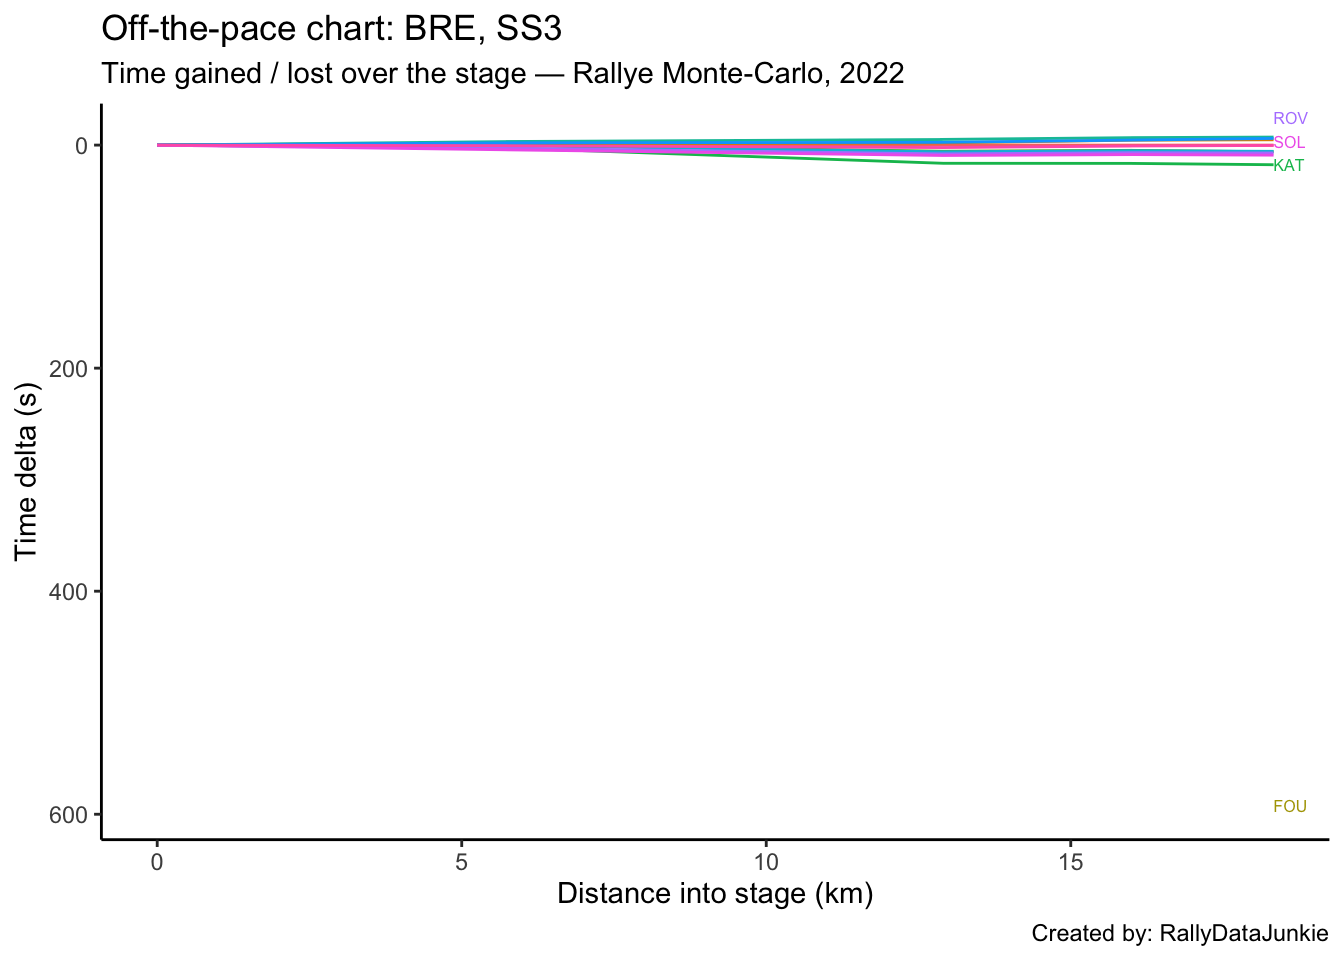 Off-the-pace chart: BRE, SS3
Time gained / lost over the stage — Rallye Monte-Carlo, 2022
ROV
0
SOL
KAT
200
Time delta (s)
400
600
FOU
0 5 10 15
Distance into stage (km)
Created by: RallyDataJunkie